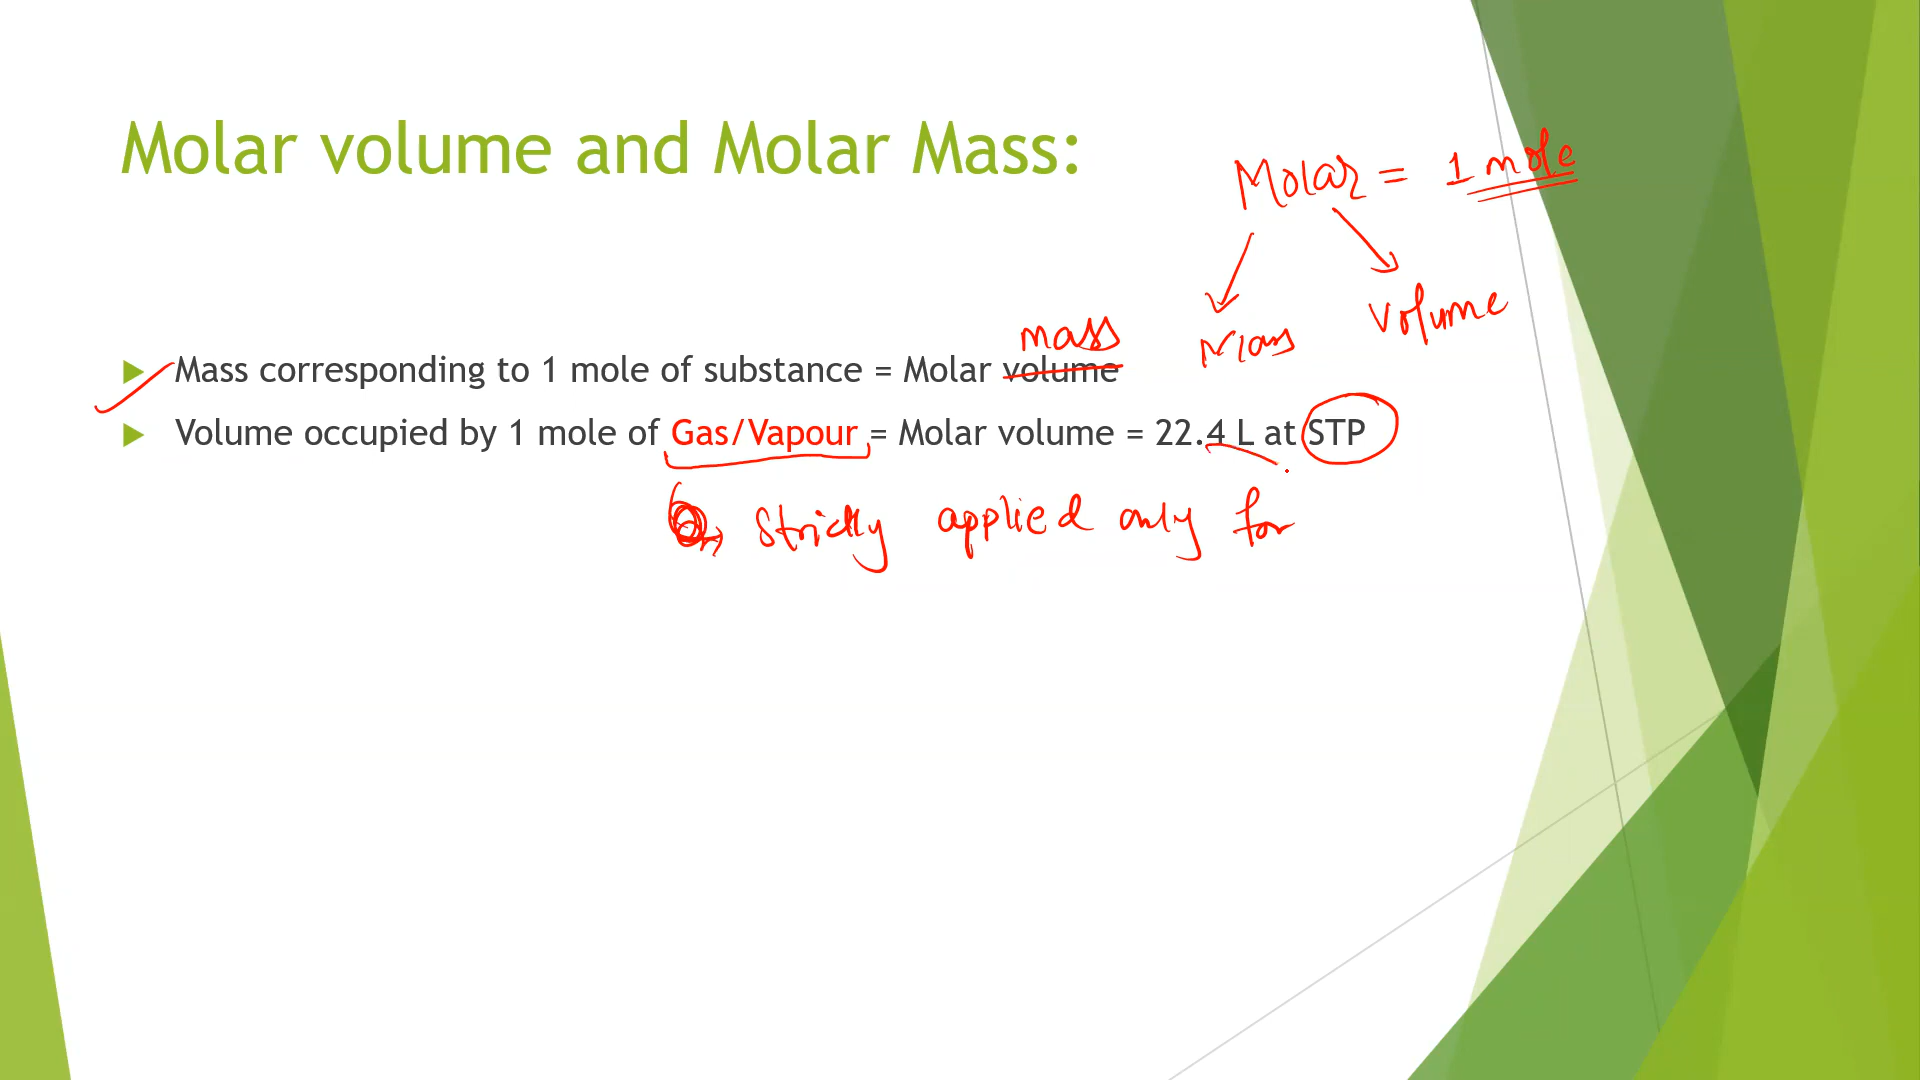 Molar volume and Molar Mass:
Molar = 1 mole
Mass
volume
mass
Mass corresponding to 1 mole of substance = Molar volume
Volume occupied by 1 mole of Gas/Vapour = Molar volume = 22.4 L at STP
Strictly applied only for